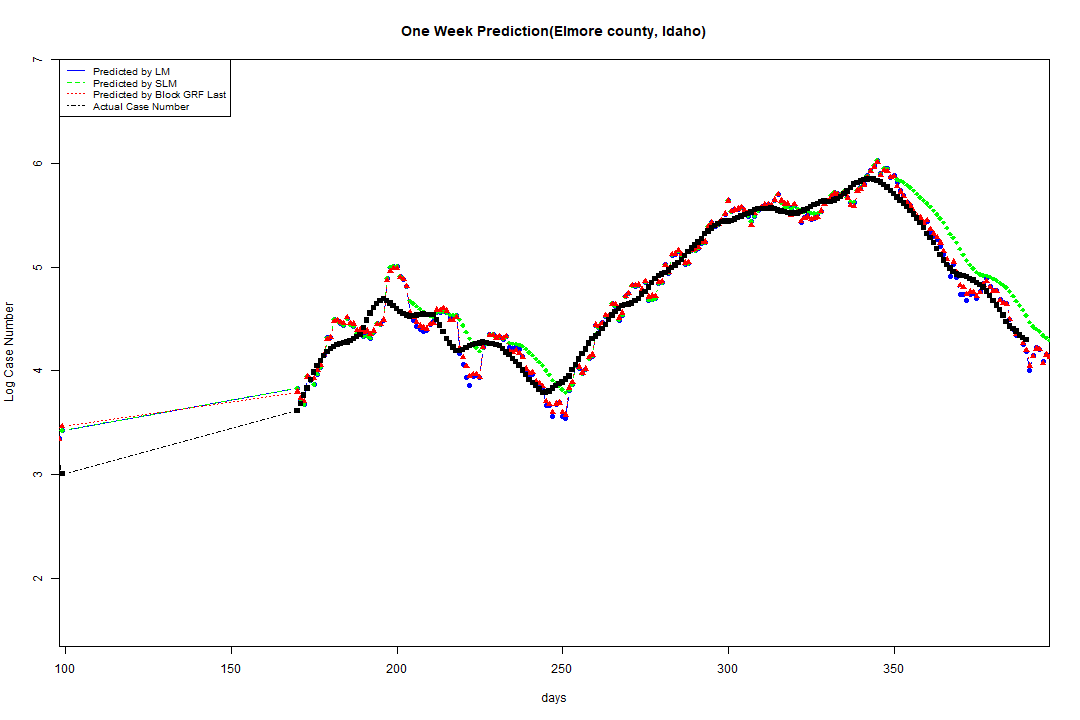 One Week Prediction(Elmore county, Idaho)
Predicted by LM
Predicted by SLM
Predicted by Block GRF Last
Actual Case Number
Log Case Number
7
6
5
4
3
2
100 150 200 250 300 350
days